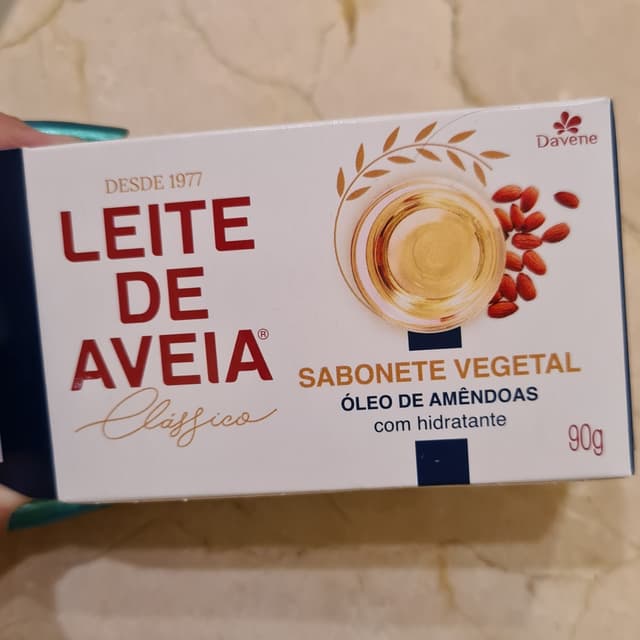 Davene
DESDE 1977
LEITE
DE
AVEIA®
Clássico
SABONETE VEGETAL
ÓLEO DE AMÊNDOAS
com hidratante
90g